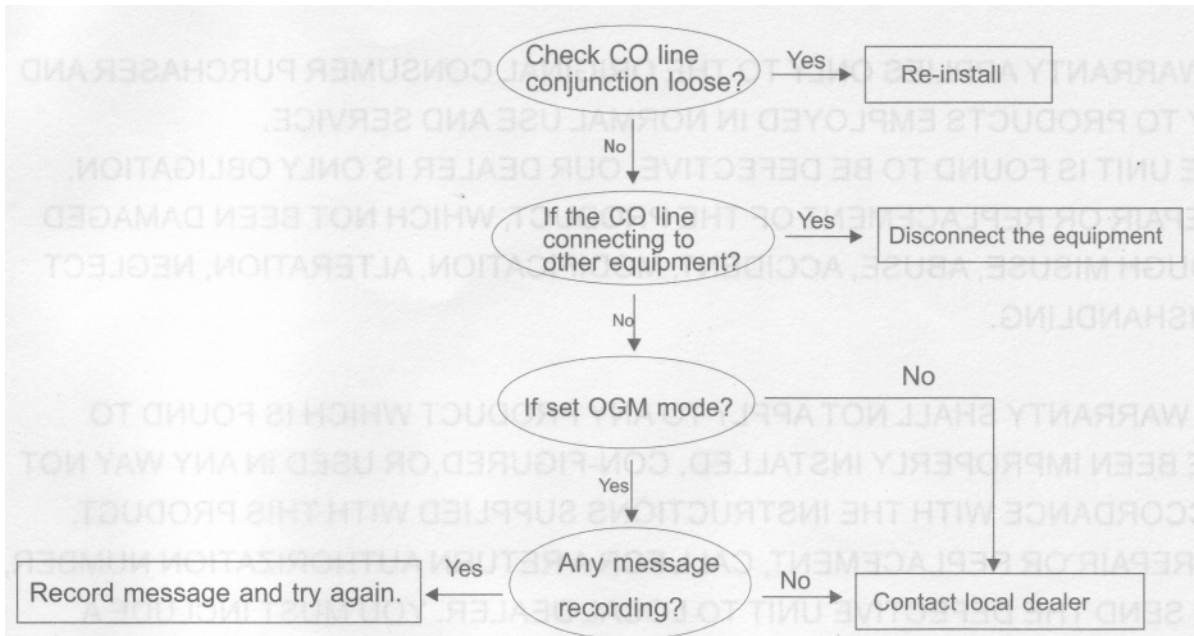 Check CO line
conjunction loose?
Yes
Re-install
No
If the CO line
connecting to
other equipment?
Yes
Disconnect the equipment
No
If set OGM mode?
No
Yes
Any message
recording?
Yes
Record message and try again.
No
Contact local dealer